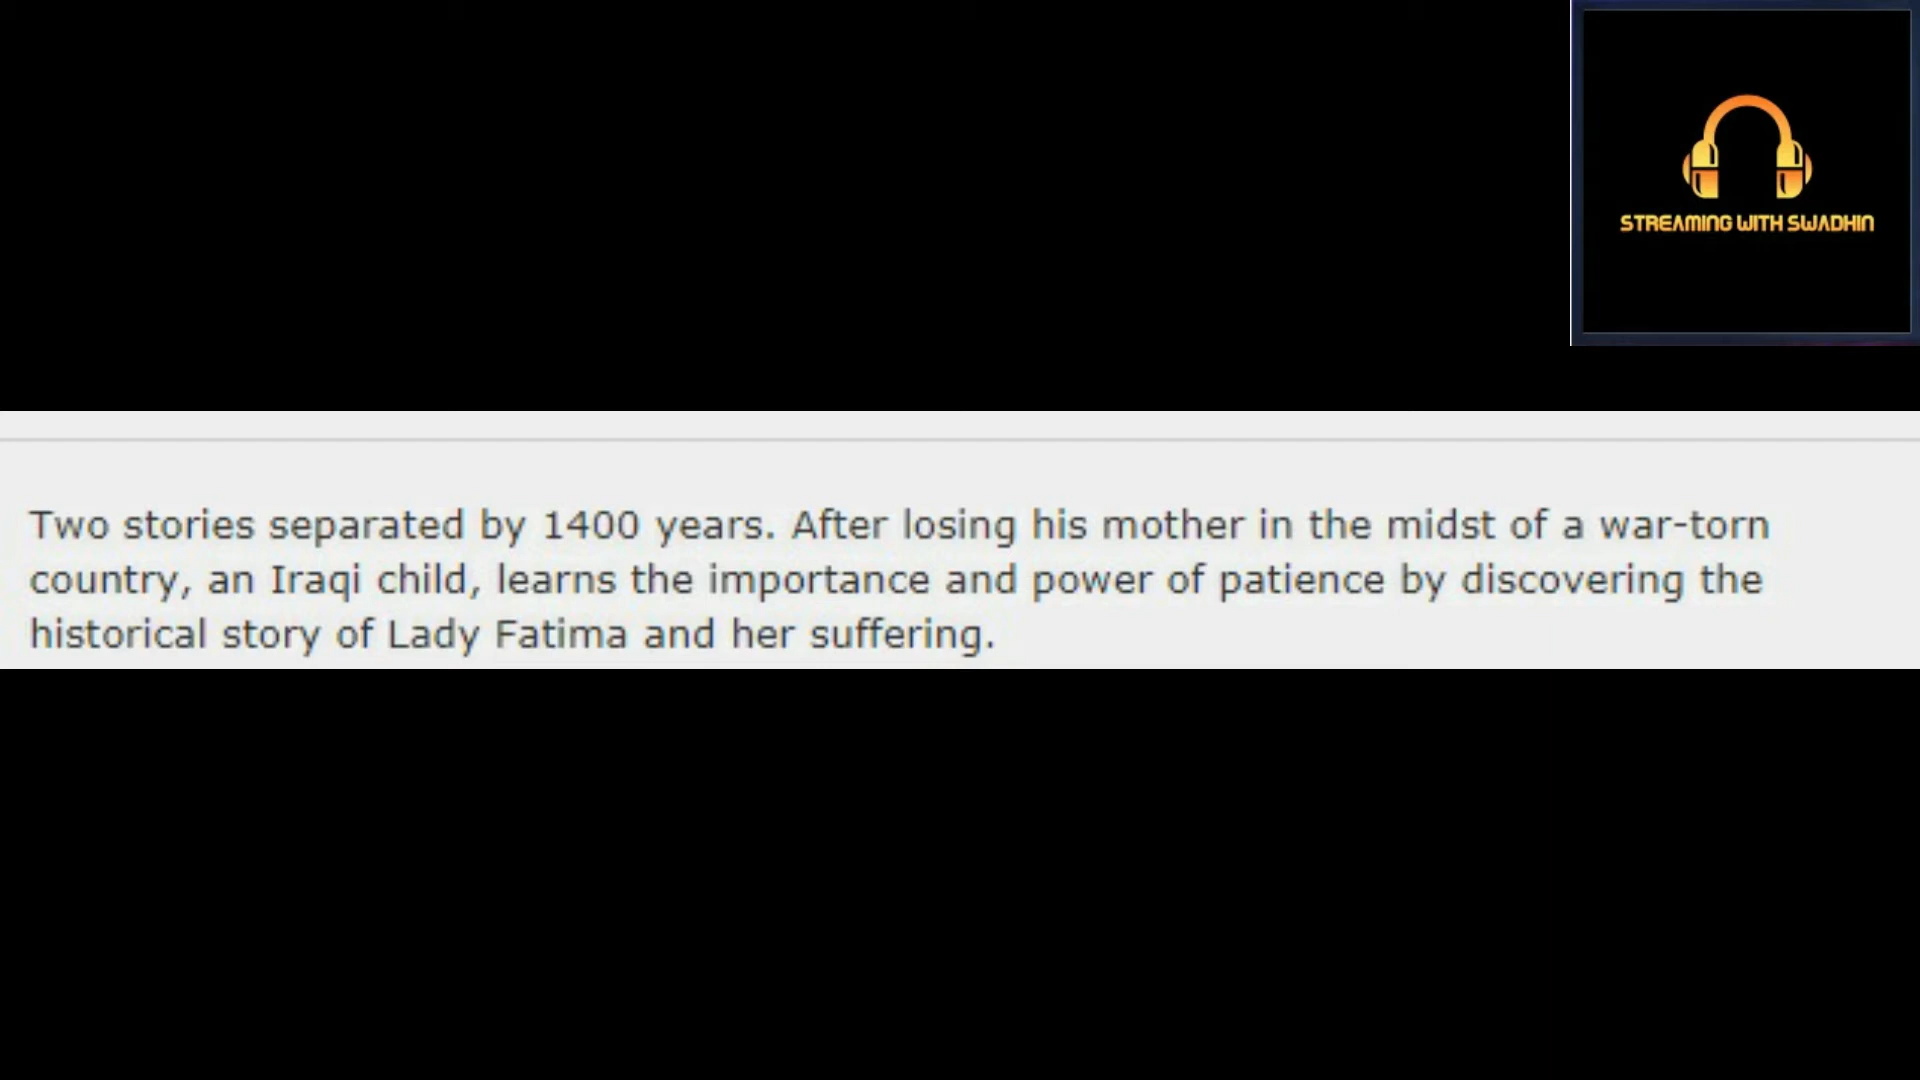 STREAMING WITH SWADHIN
Two stories separated by 1400 years. After losing his mother in the midst of a war-torn
country, an Iraqi child, learns the importance and power of patience by discovering the
historical story of Lady Fatima and her suffering.